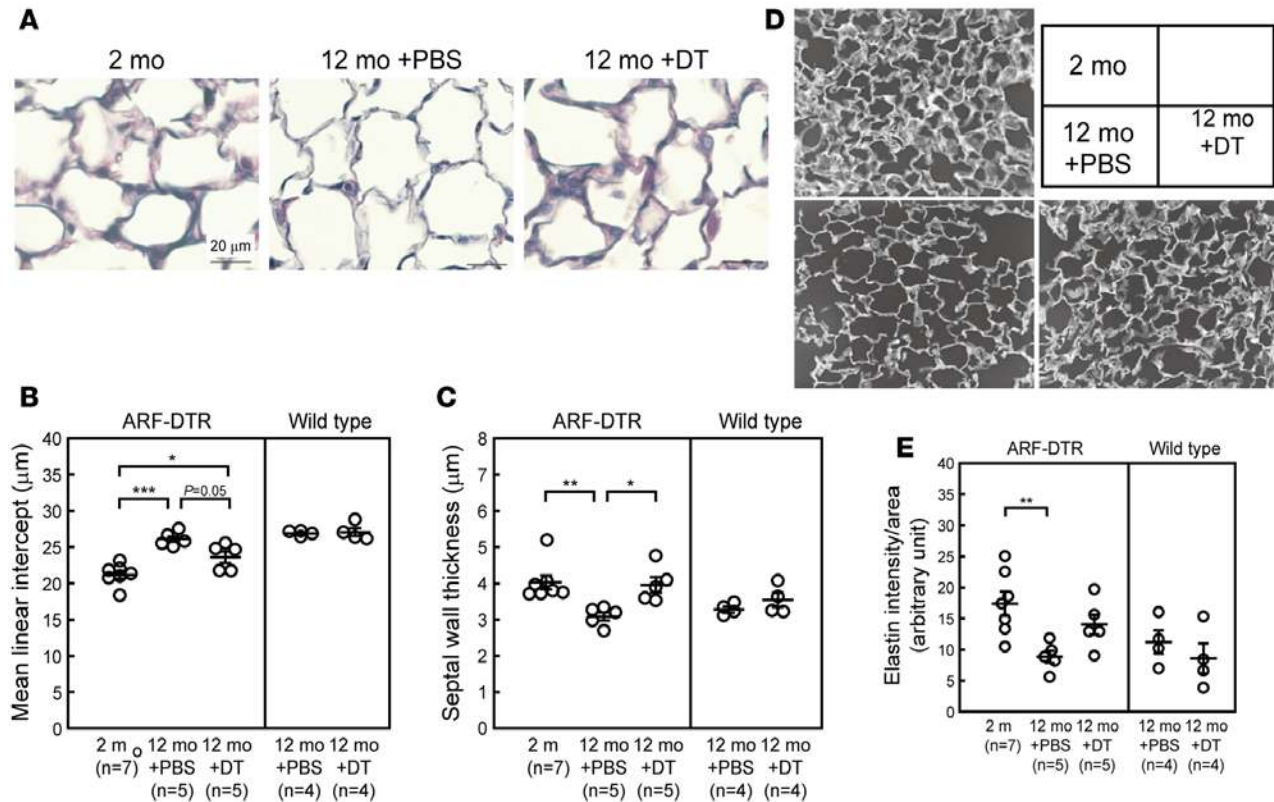 A
2 mo
12 mo +PBS
12 mo +DT
20 μm
D
2 mo
12 mo
+PBS
12 mo
+DT
B
ARF-DTR
Wild type
Mean linear intercept (μm)
40
35
30
25
20
15
10
5
0
*
***
P=0.05
2 mo
(n=7)
12 mo
+PBS
(n=5)
12 mo
+DT
(n=5)
12 mo
+PBS
(n=4)
12 mo
+DT
(n=4)
C
ARF-DTR
Wild type
Septal wall thickness (μm)
8
7
6
5
4
3
2
1
0
**
*
2 mo
(n=7)
12 mo
+PBS
(n=5)
12 mo
+DT
(n=5)
12 mo
+PBS
(n=4)
12 mo
+DT
(n=4)
E
ARF-DTR
Wild type
Elastin intensity/area
(arbitrary unit)
40
35
30
25
20
15
10
5
0
**
2 m
(n=7)
12 mo
+PBS
(n=5)
12 mo
+DT
(n=5)
12 mo
+PBS
(n=4)
12 mo
+DT
(n=4)